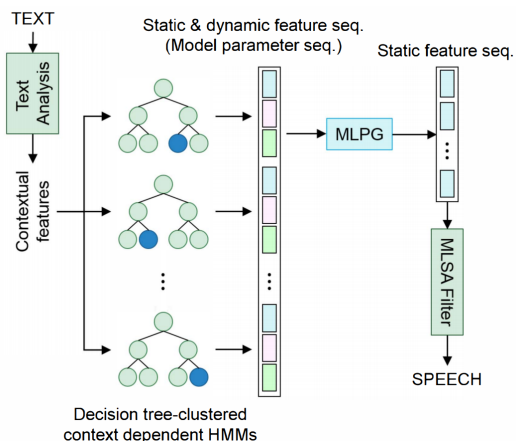 TEXT
Text
Analysis
Contextual
features
Static & dynamic feature seq.
(Model parameter seq.)
Decision tree-clustered
context dependent HMMs
MLPG
Static feature seq.
MLSA Filter
SPEECH